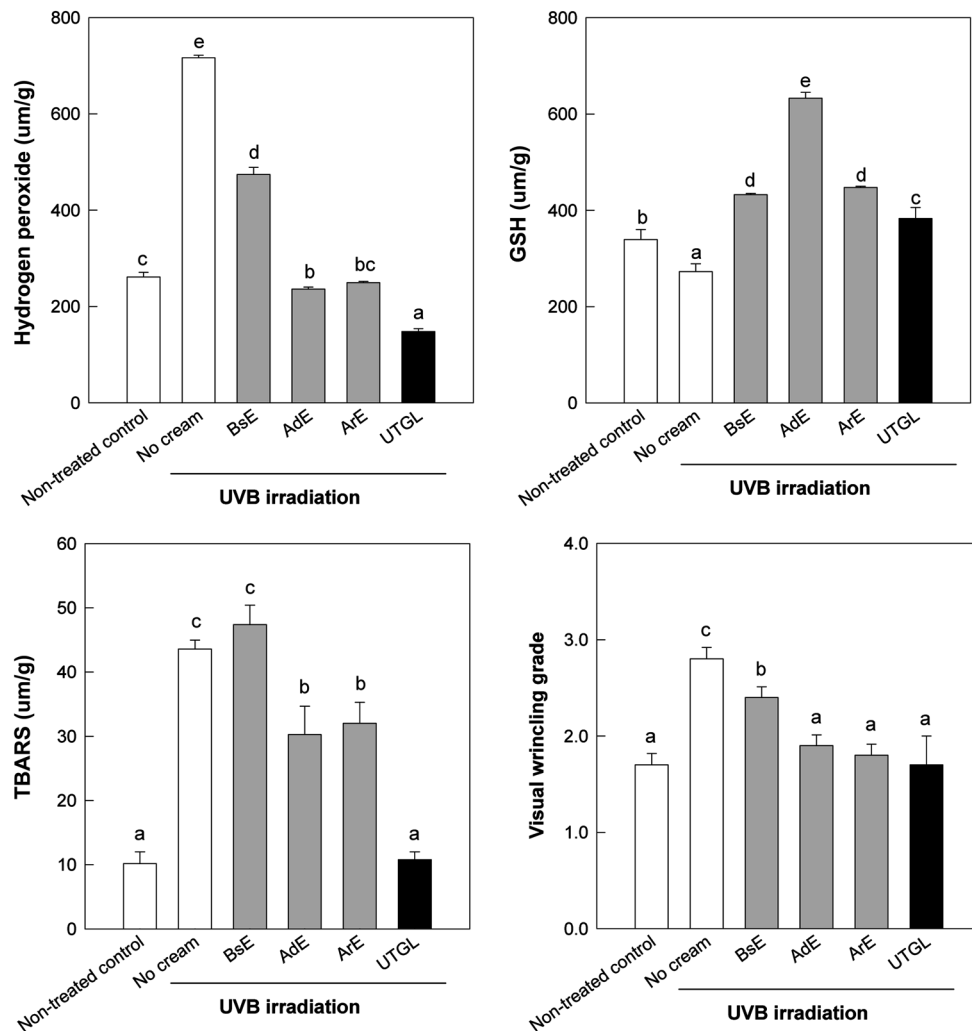 Hydrogen peroxide (um/g)
800
600
400
200
0
c
e
d
b
bc
a
Non-treated control
No cream
BsE
AdE
ArE
UTGL
UVB irradiation
GSH (um/g)
800
600
400
200
0
b
a
d
e
d
c
Non-treated control
No cream
BsE
AdE
ArE
UTGL
UVB irradiation
TBARS (um/g)
60
50
40
30
20
10
0
a
c
c
b
b
a
Non-treated control
No cream
BsE
AdE
ArE
UTGL
UVB irradiation
Visual wrincling grade
4.0
3.0
2.0
1.0
0.0
a
c
b
a
a
a
Non-treated control
No cream
BsE
AdE
ArE
UTGL
UVB irradiation